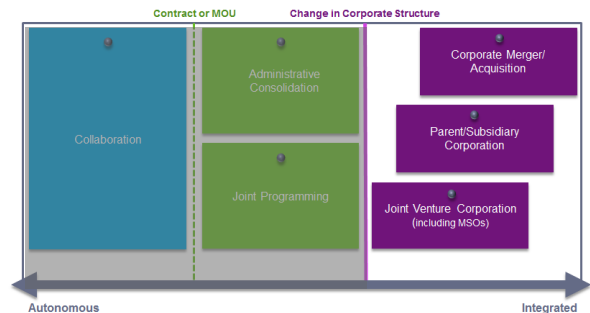 Contract or MOU
Change in Corporate Structure
Collaboration
Administrative
Consolidation
Joint Programming
Corporate Merger/
Acquisition
Parent/Subsidiary
Corporation
Joint Venture Corporation
(including MSOs)
Autonomous
Integrated